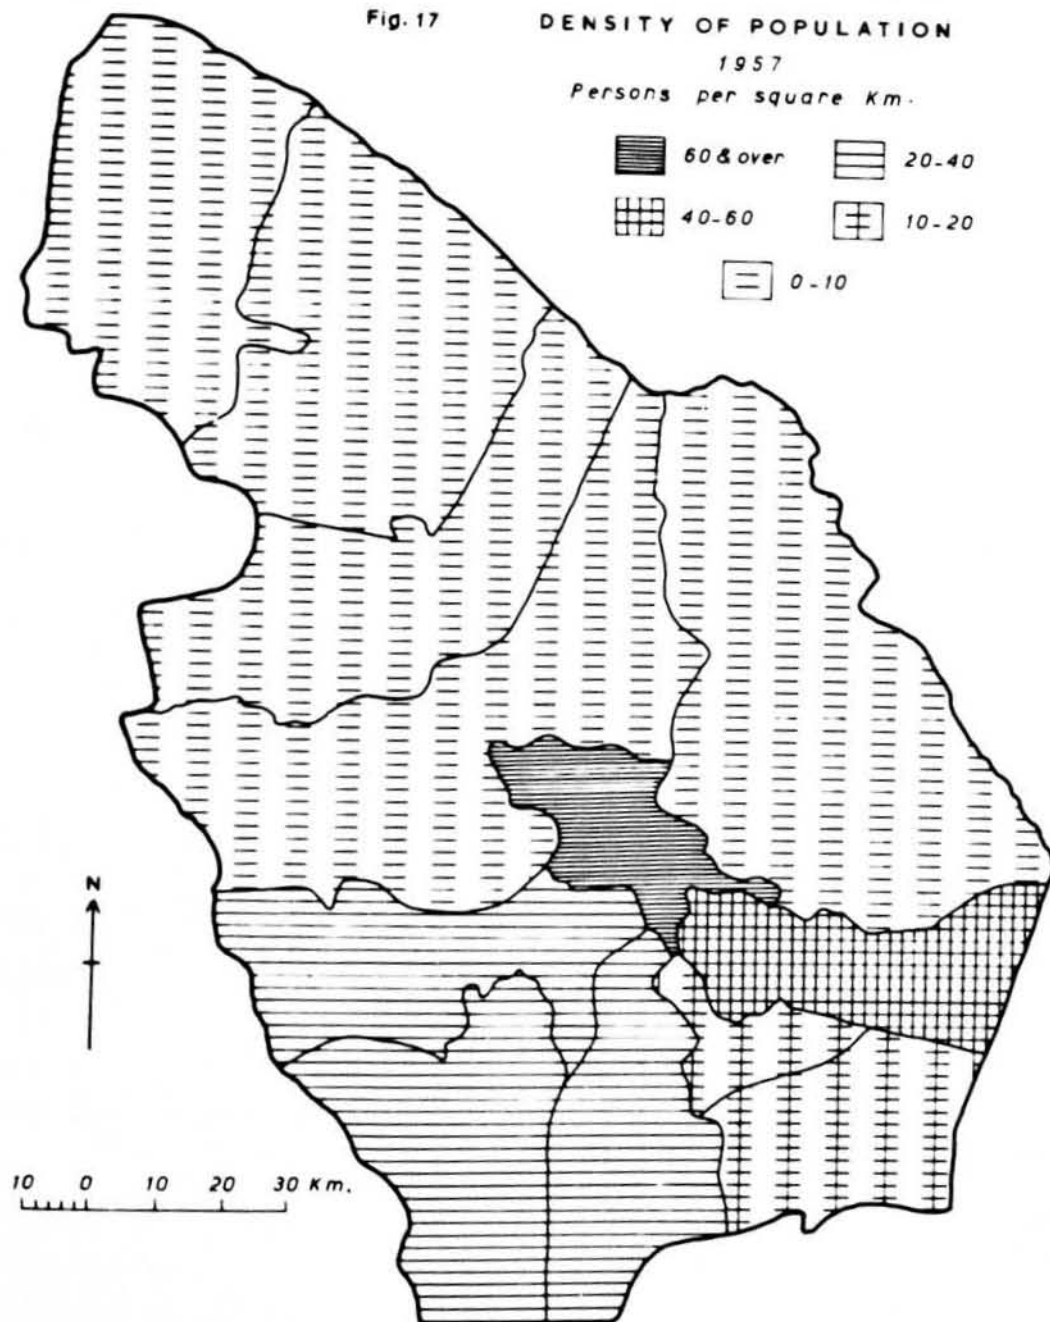 Fig. 17
DENSITY OF POPULATION
1957
Persons per square Km.
60 & over
20-40
40-60
10-20
0-10
N
10 0 10 20 30 Km.